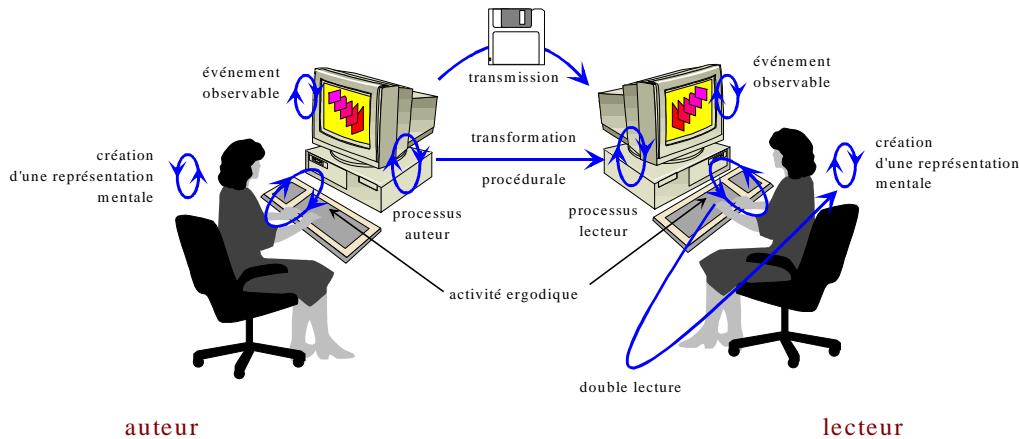 transmission
événement
observable
événement
observable
transformation
procédurale
création
d'une représentation
mentale
création
d'une représentation
mentale
processus
auteur
processus
lecteur
activité ergodique
double lecture
auteur
lecteur